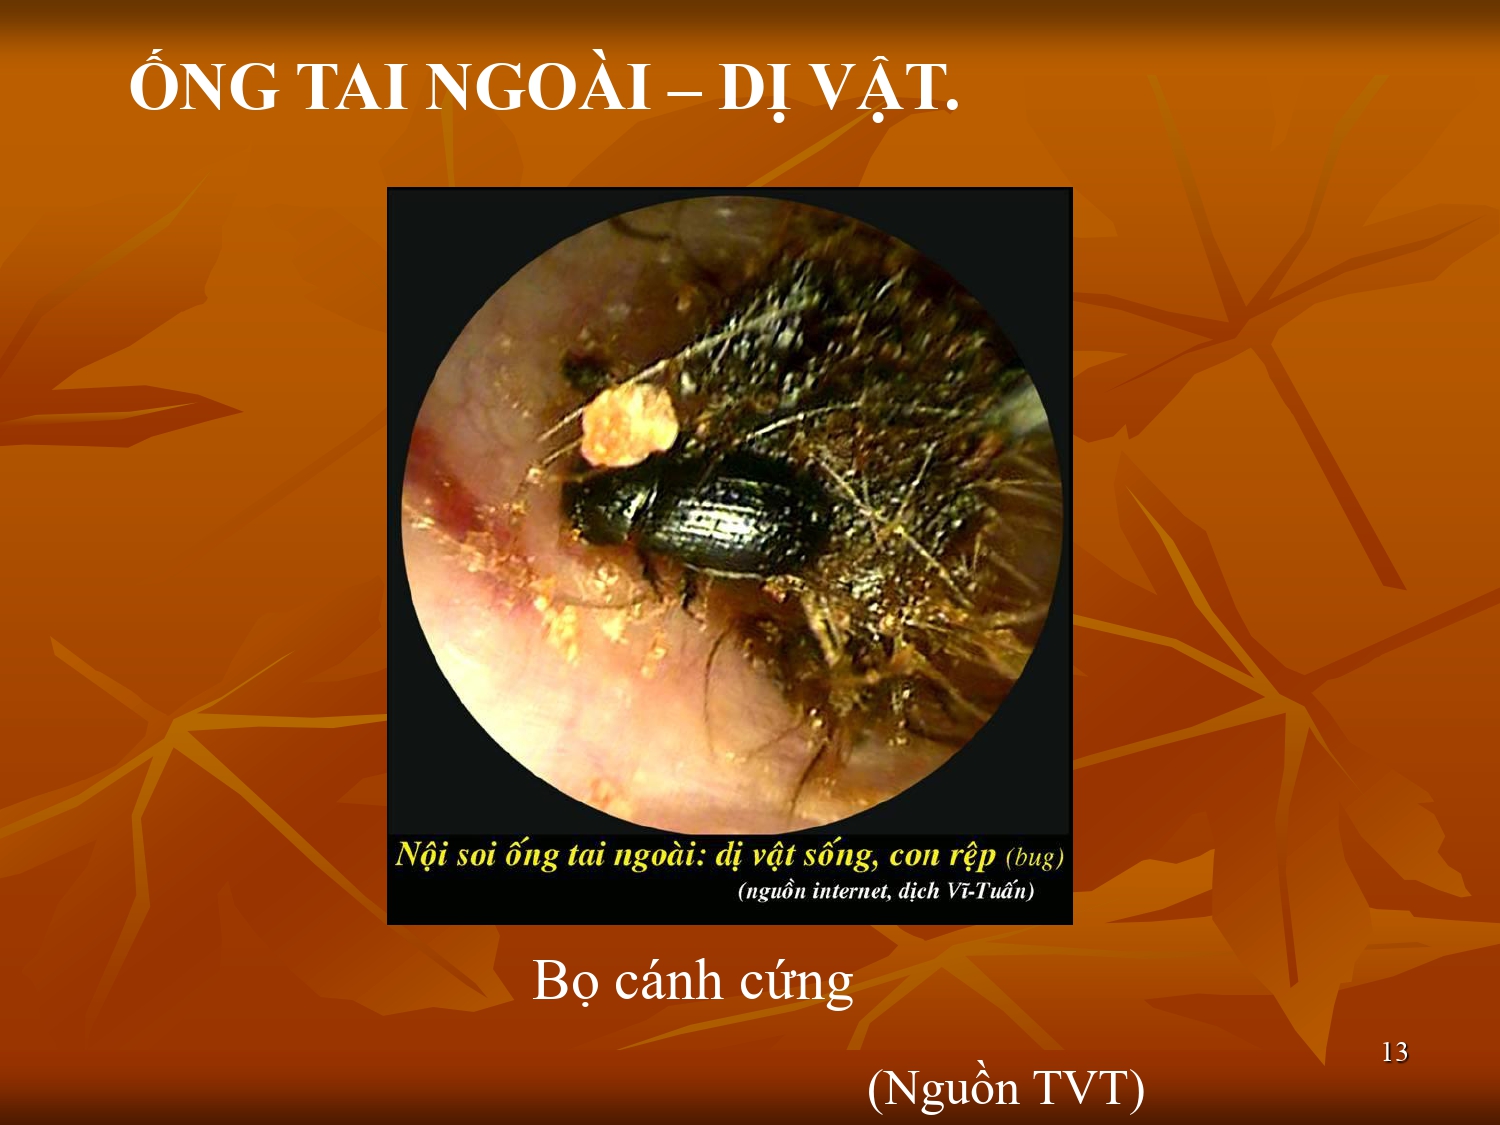 ỐNG TAI NGOÀI – DỊ VẬT.
Nội soi ống tai ngoài: dị vật sống, con rệp (bug)
(nguồn internet, dịch Vĩ-Tuấn)
Bọ cánh cứng
13
(Nguồn TVT)